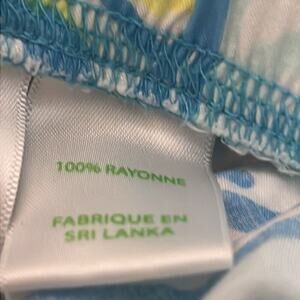 100% RAYONNE
FABRIQUE EN
SRI LANKA